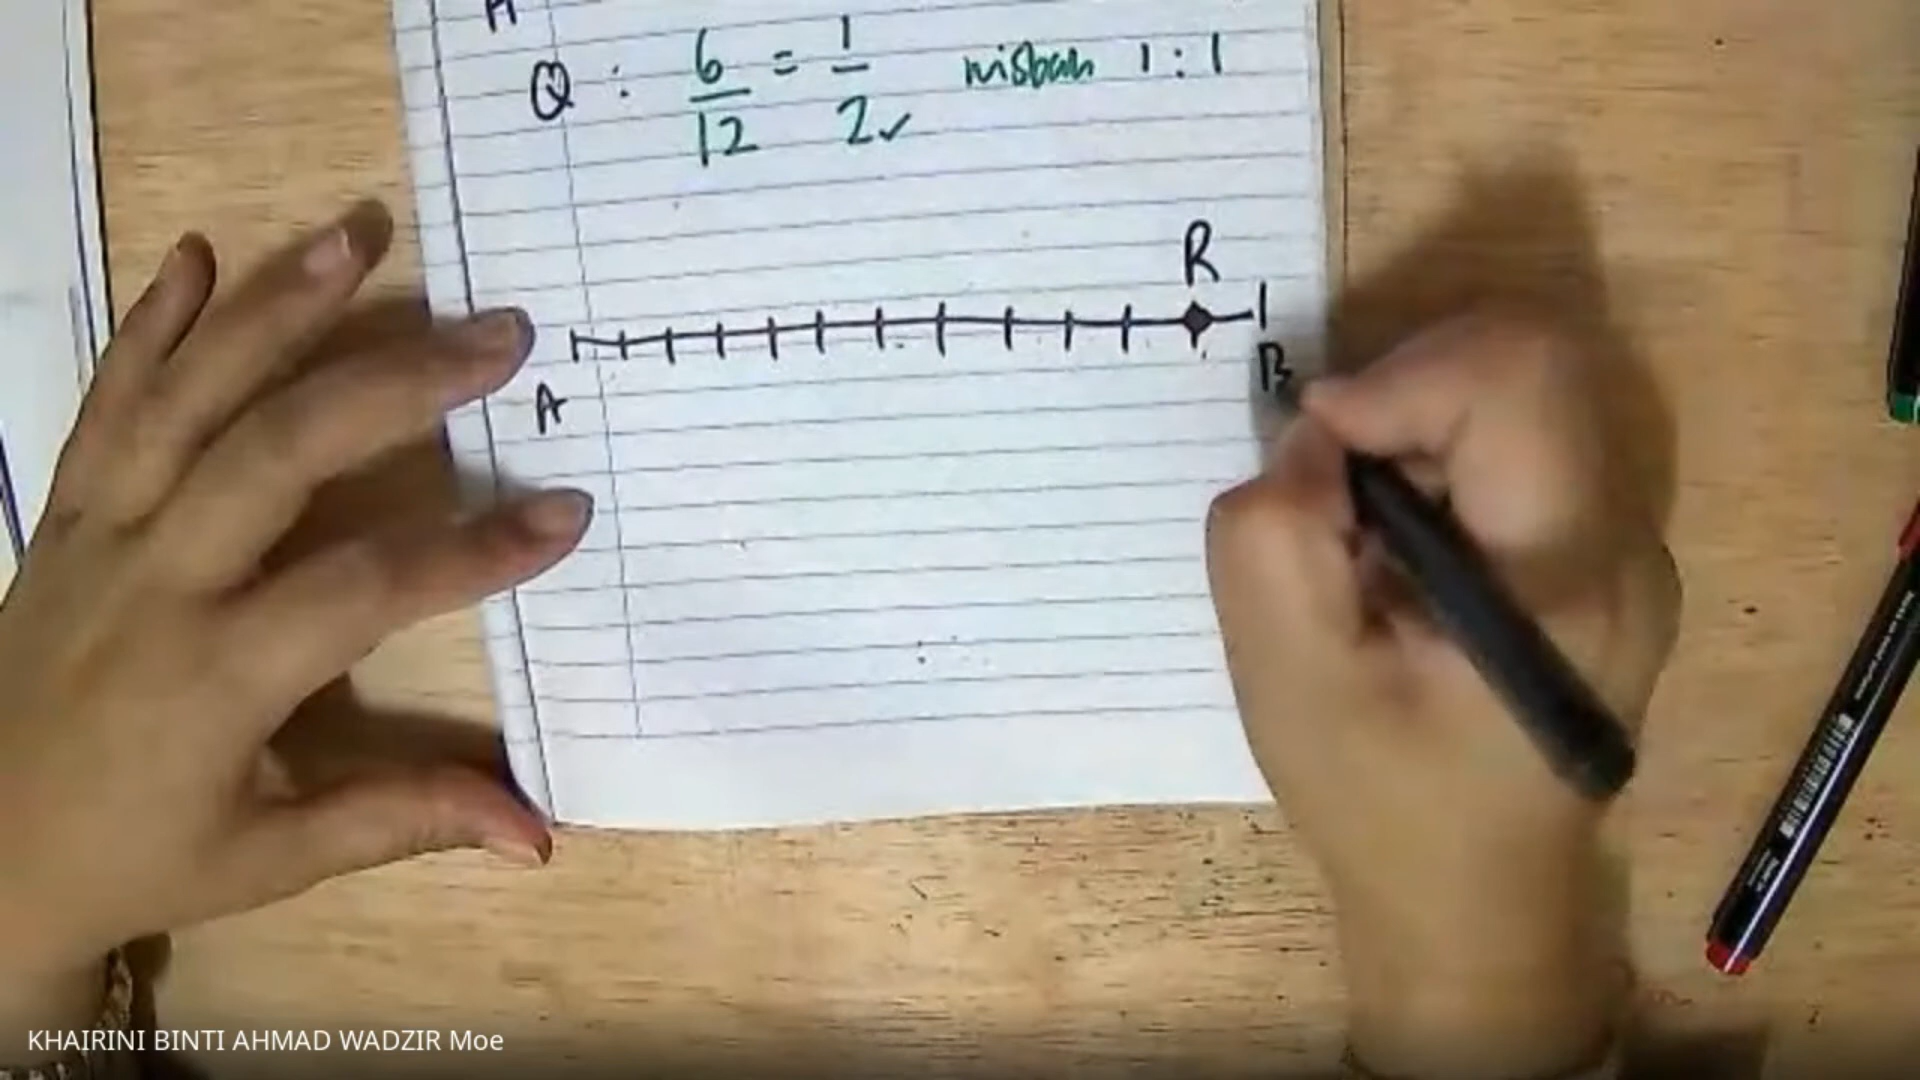 Q : 6/12 = 1/2 ✓ nisbah 1 : 1
R
A
B
KHAIRINI BINTI AHMAD WADZIR Moe